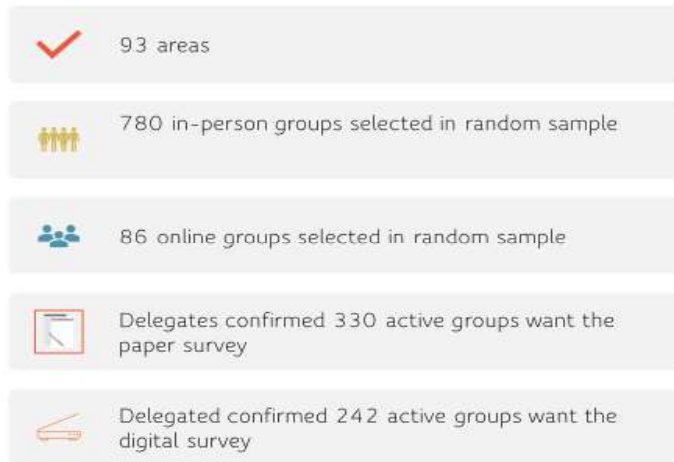 93 areas
780 in-person groups selected in random sample
86 online groups selected in random sample
Delegates confirmed 330 active groups want the
paper survey
Delegated confirmed 242 active groups want the
digital survey